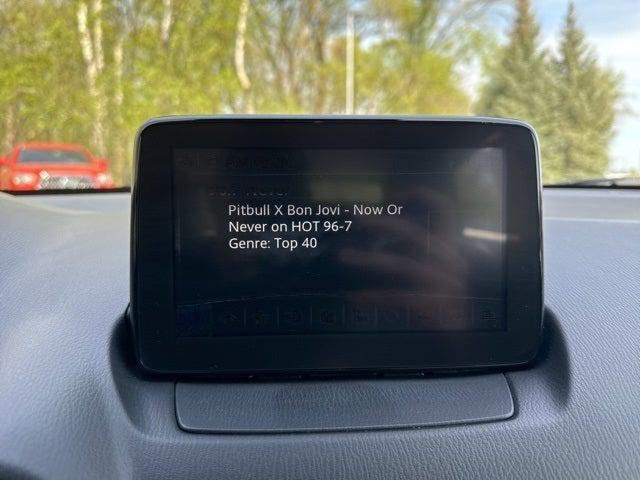 Pitbull X Bon Jovi - Now Or
Never on HOT 96-7
Genre: Top 40